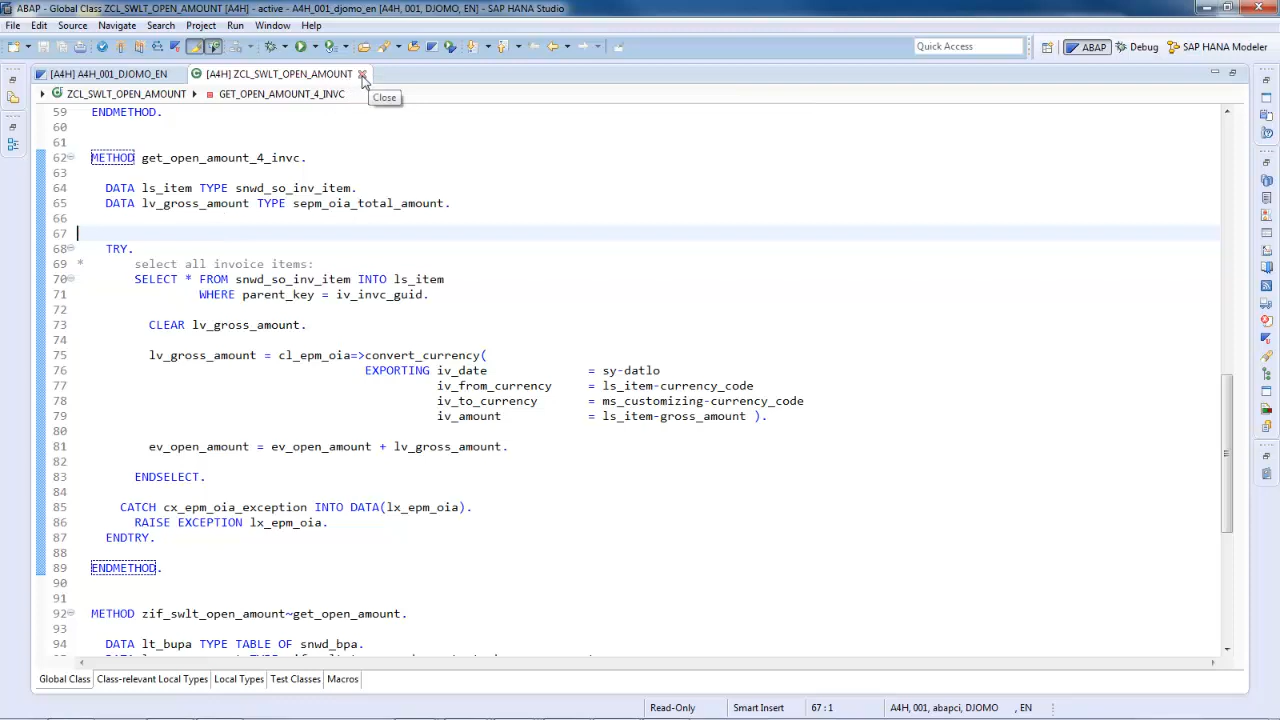 ABAP - Global Class ZCL_SWLT_OPEN_AMOUNT [A4H] - active - A4H_001_djomo_en [A4H, 001, DJOMO, EN] - SAP HANA Studio
File Edit Source Navigate Search Project Run Window Help
Quick Access ABAP Debug SAP HANA Modeler
[A4H] A4H_001_DJOMO_EN [A4H] ZCL_SWLT_OPEN_AMOUNT
ZCL_SWLT_OPEN_AMOUNT GET_OPEN_AMOUNT_4_INVC Close
59 ENDMETHOD.
60
61
62 METHOD get_open_amount_4_invc.
63
64 DATA ls_item TYPE snwd_so_inv_item.
65 DATA lv_gross_amount TYPE sepm_oia_total_amount.
66
67
68 TRY.
69 * select all invoice items:
70 SELECT * FROM snwd_so_inv_item INTO ls_item
71 WHERE parent_key = iv_invc_guid.
72
73 CLEAR lv_gross_amount.
74
75 lv_gross_amount = cl_epm_oia=>convert_currency(
76 EXPORTING iv_date = sy-datlo
77 iv_from_currency = ls_item-currency_code
78 iv_to_currency = ms_customizing-currency_code
79 iv_amount = ls_item-gross_amount ).
80
81 ev_open_amount = ev_open_amount + lv_gross_amount.
82
83 ENDSELECT.
84
85 CATCH cx_epm_oia_exception INTO DATA(lx_epm_oia).
86 RAISE EXCEPTION lx_epm_oia.
87 ENDTRY.
88
89 ENDMETHOD.
90
91
92 METHOD zif_swlt_open_amount~get_open_amount.
93
94 DATA lt_bupa TYPE TABLE OF snwd_bpa.
Global Class Class-relevant Local Types Local Types Test Classes Macros
Read-Only Smart Insert 67 : 1 A4H, 001, abapci, DJOMO , EN